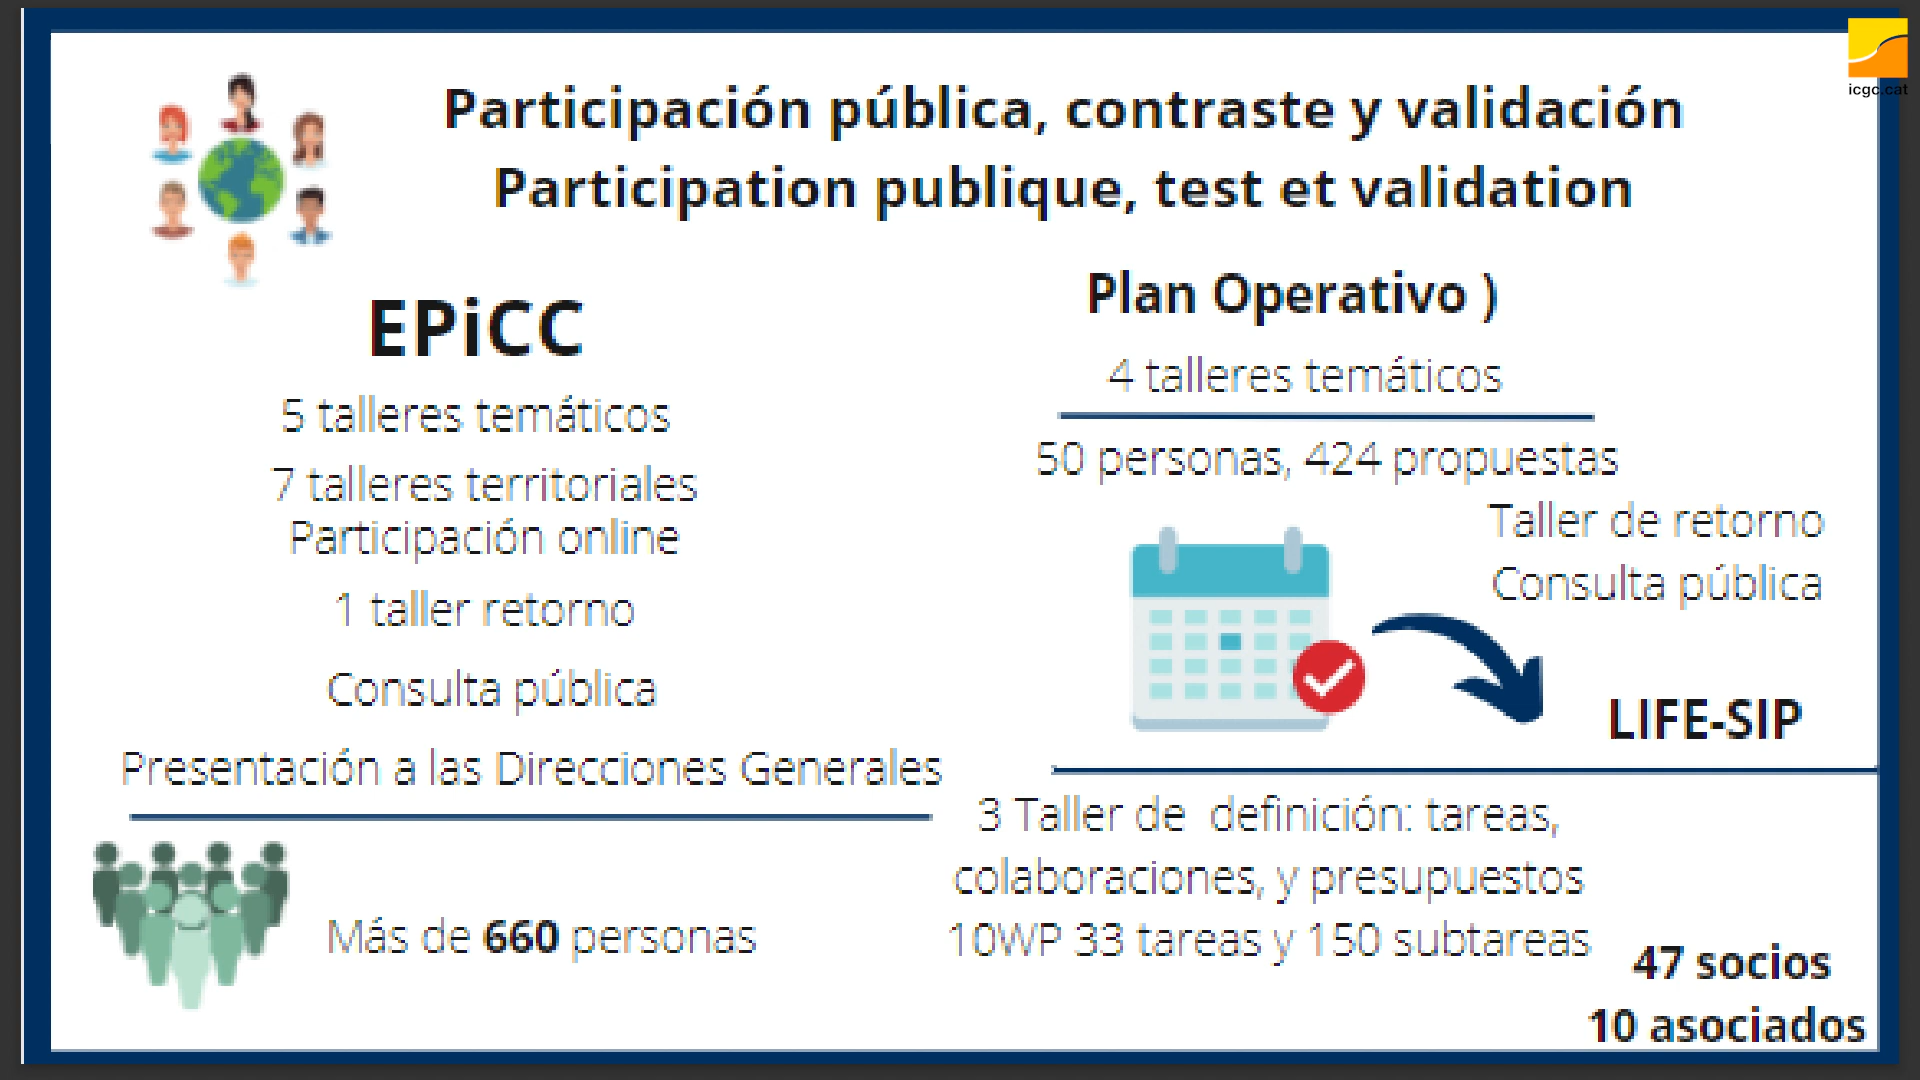 icgc.cat
Participación pública, contraste y validación
Participation publique, test et validation
EPiCC
5 talleres temáticos
7 talleres territoriales
Participación online
1 taller retorno
Consulta pública
Presentación a las Direcciones Generales
Más de 660 personas
Plan Operativo )
4 talleres temáticos
50 personas, 424 propuestas
Taller de retorno
Consulta pública
LIFE-SIP
3 Taller de definición: tareas,
colaboraciones, y presupuestos
10WP 33 tareas y 150 subtareas
47 socios
10 asociados